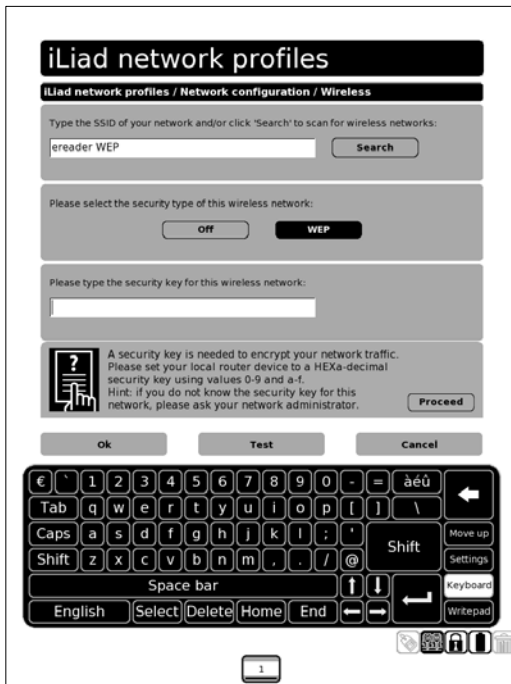 iLiad network profiles
iLiad network profiles / Network configuration / Wireless
Type the SSID of your network and/or click 'Search' to scan for wireless networks:
ereader WEP
Search
Please select the security type of this wireless network:
Off WEP
Please type the security key for this wireless network:
?
A security key is needed to encrypt your network traffic.
Please set your local router device to a HEXa-decimal
security key using values 0-9 and a-f.
Hint: if you do not know the security key for this
network, please ask your network administrator.
Proceed
Ok Test Cancel
€ ` 1 2 3 4 5 6 7 8 9 0 - = àéû
Tab q w e r t y u i o p [ ] \
Caps a s d f g h j k l ; ' Shift Move up
Shift z x c v b n m , . / @ Settings
Space bar Keyboard
English Select Delete Home End Writepad
1